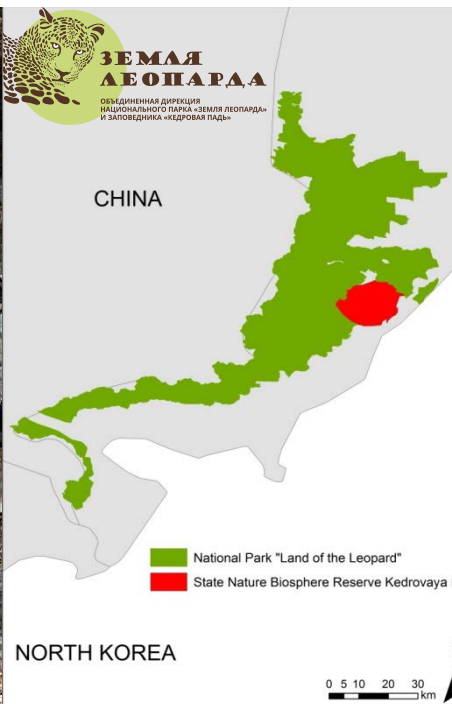 ЗЕМЛЯ
ЛЕОПАРДА
ОБЪЕДИНЕННАЯ ДИРЕКЦИЯ
НАЦИОНАЛЬНОГО ПАРКА «ЗЕМЛЯ ЛЕОПАРДА»
И ЗАПОВЕДНИКА «КЕДРОВАЯ ПАДЬ»
CHINA
National Park "Land of the Leopard"
State Nature Biosphere Reserve Kedrovaya
NORTH KOREA
0 5 10 20 30
km